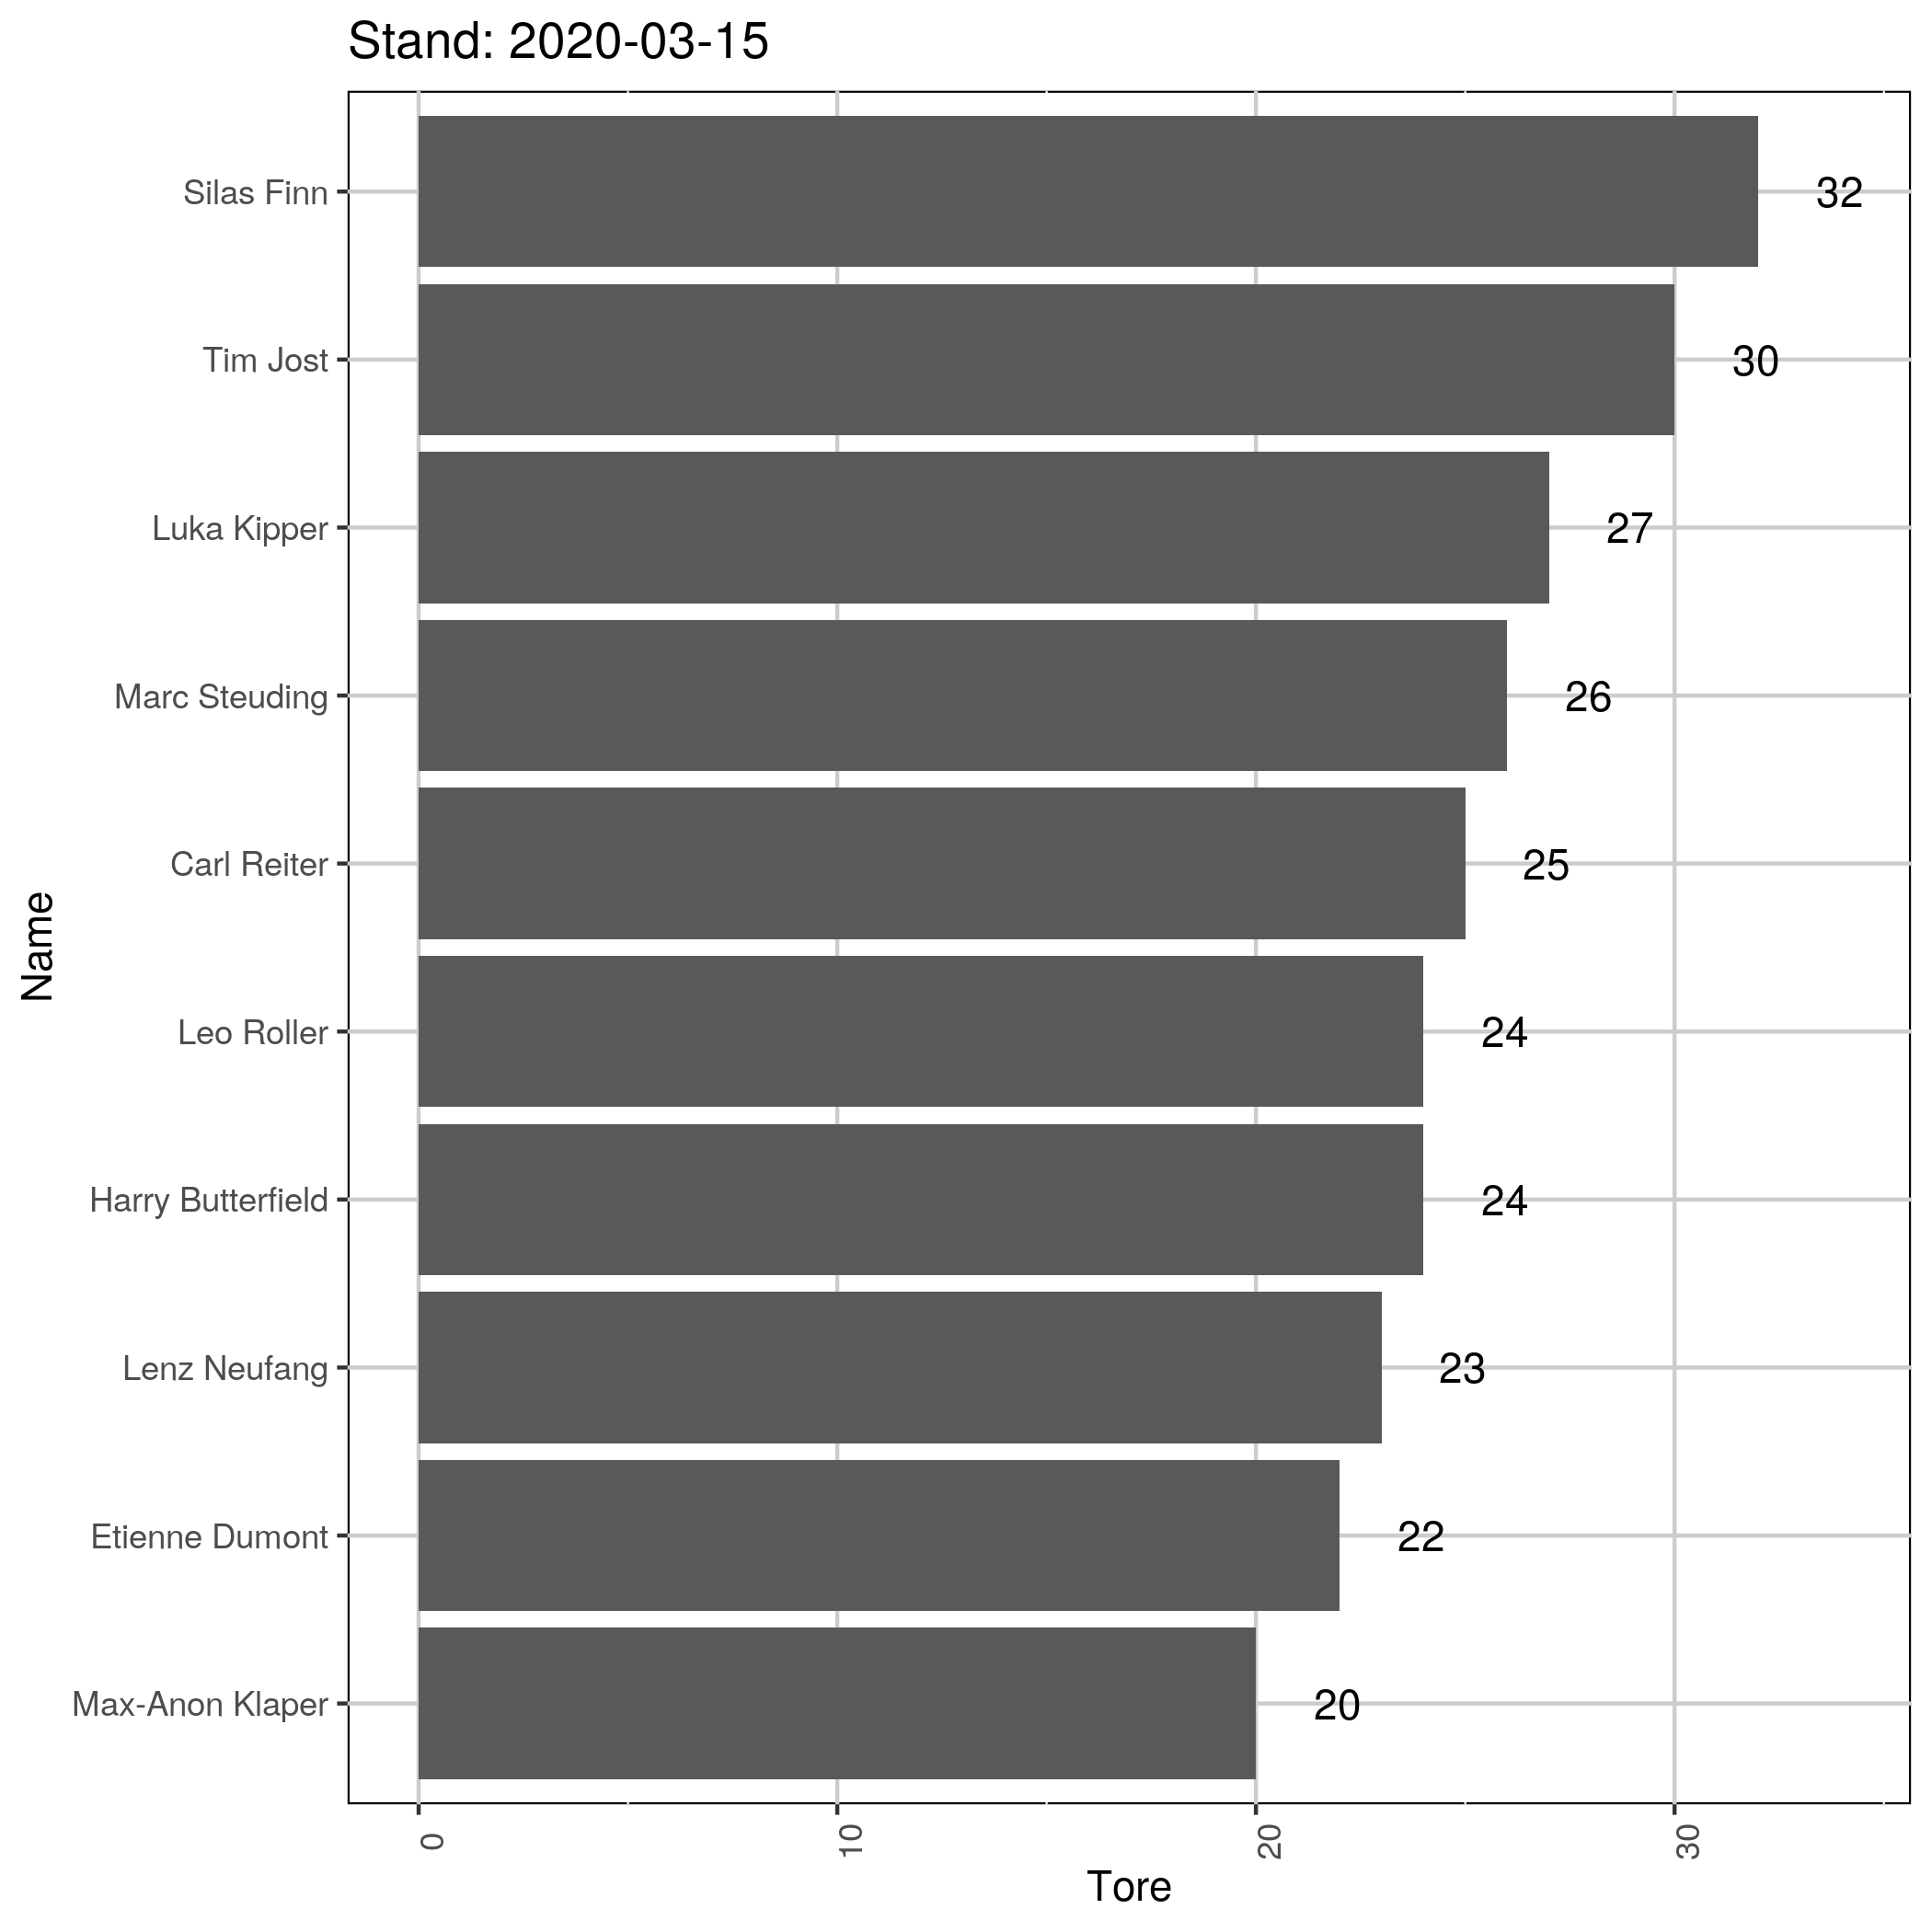 Stand: 2020-03-15
Silas Finn 32
Tim Jost 30
Luka Kipper 27
Marc Steuding 26
Carl Reiter 25
Leo Roller 24
Harry Butterfield 24
Lenz Neufang 23
Etienne Dumont 22
Max-Anon Klaper 20
Name
0 10 20 30
Tore